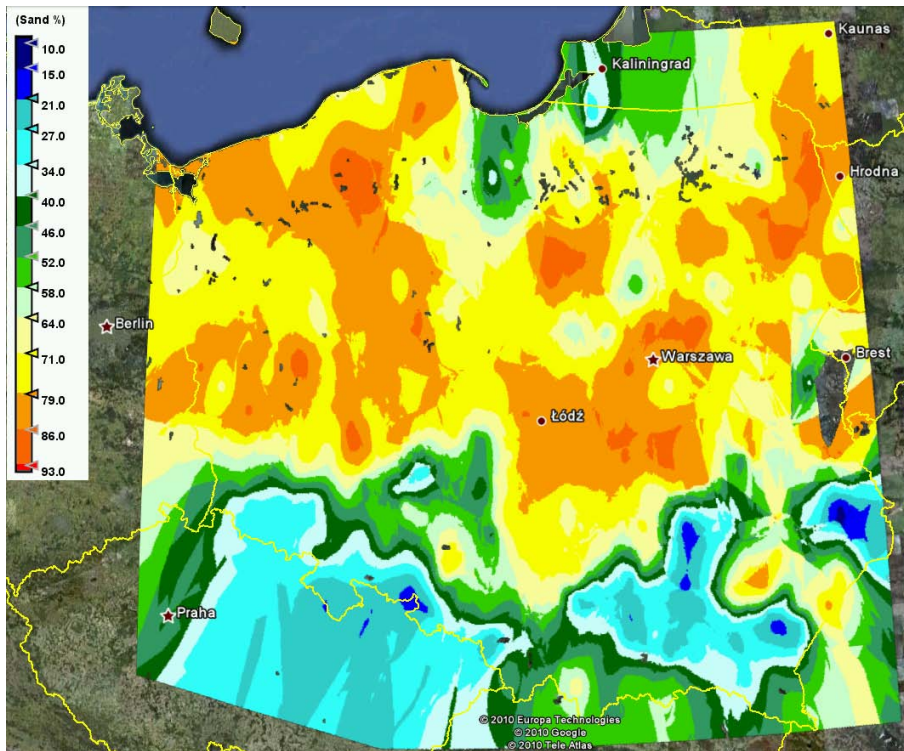 (Sand %)
10.0
15.0
21.0
27.0
34.0
40.0
46.0
52.0
58.0
64.0
71.0
79.0
86.0
93.0
Kaunas
Kaliningrad
Hrodna
Berlin
Warszawa
Brest
Łódź
Praha
© 2010 Europa Technologies
© 2010 Google
© 2010 Tele Atlas